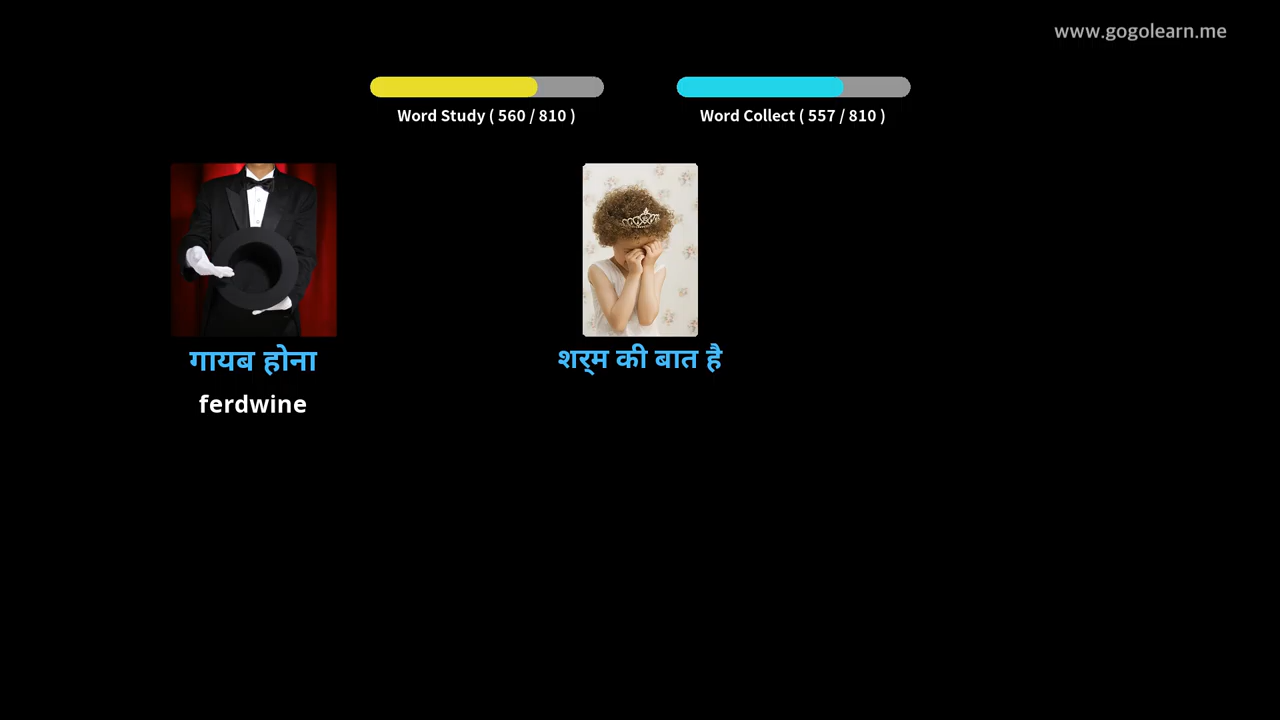 www.gogolearn.me
Word Study ( 560 / 810 )
Word Collect ( 557 / 810 )
गायब होना
शर्‍म की बात है
ferdwine